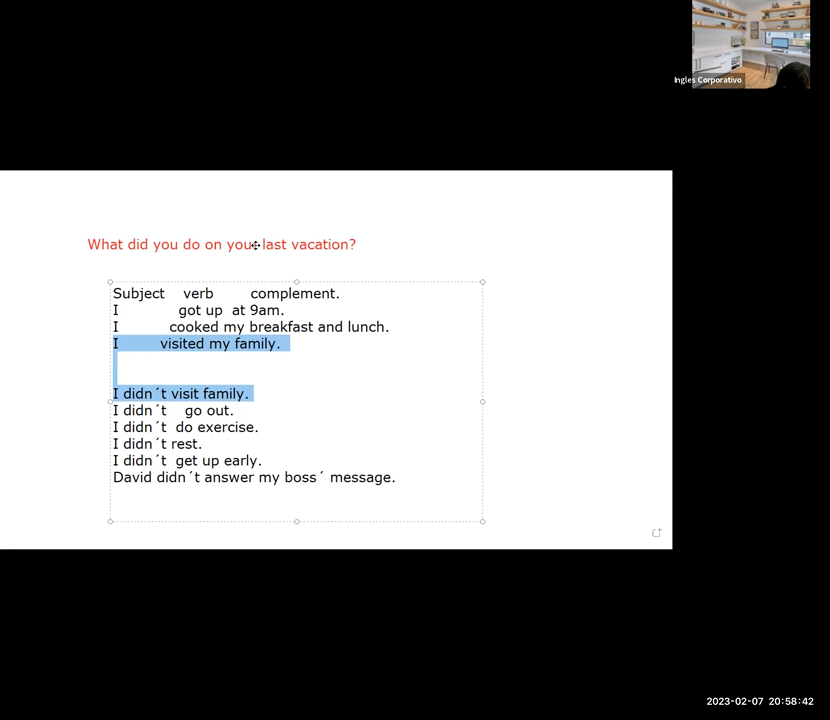 Ingles Corporativo
What did you do on you last vacation?
Subject verb complement.
I got up at 9am.
I cooked my breakfast and lunch.
I visited my family.
I didn´t visit family.
I didn´t go out.
I didn´t do exercise.
I didn´t rest.
I didn´t get up early.
David didn´t answer my boss´ message.
2023-02-07 20:58:42